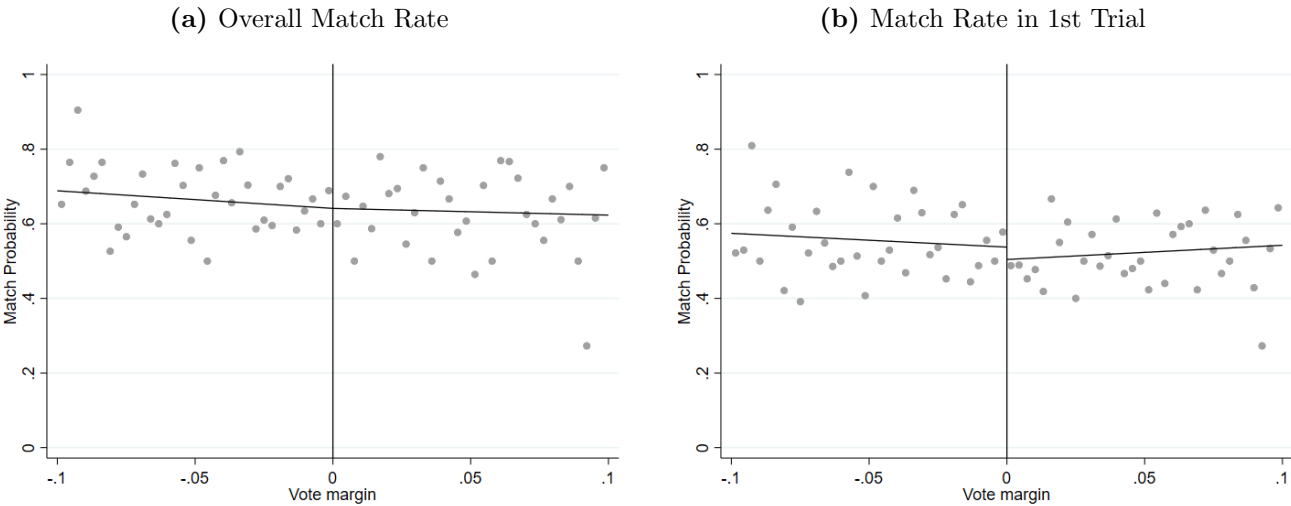 (a) Overall Match Rate
Match Probability
1
.8
.6
.4
.2
0
-.1 -.05 0 .05 .1
Vote margin
(b) Match Rate in 1st Trial
Match Probability
1
.8
.6
.4
.2
0
-.1 -.05 0 .05 .1
Vote margin